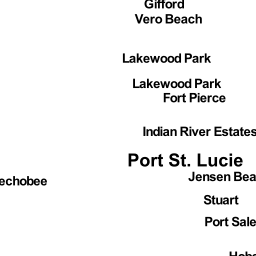 Gifford
Vero Beach
Lakewood Park
Lakewood Park
Fort Pierce
Indian River Estates
Port St. Lucie
Jensen Bea
echobee
Stuart
Port Sale
Hobe